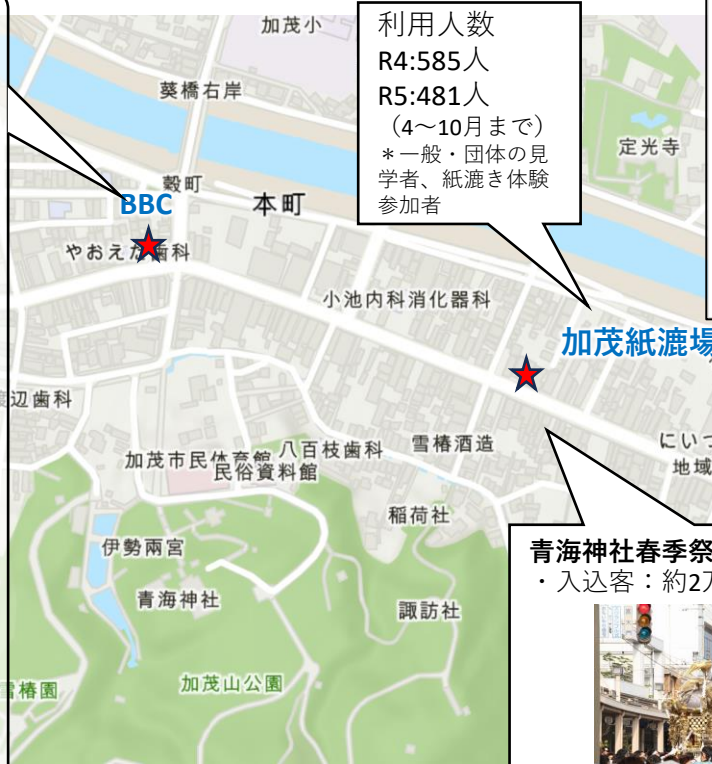 加茂小
利用人数
R4:585人
R5:481人
（4～10月まで）
＊一般・団体の見
学者、紙漉き体験
参加者
葵橋右岸
定光寺
穀町
BBC
本町
やおえだ歯科
小池内科消化器科
加茂紙漉場
辺歯科
にいつ
地域
加茂市民体育館
八百枝歯科
雪椿酒造
民俗資料館
稲荷社
伊勢両宮
青海神社
諏訪社
青海神社春季祭
・入込客：約2万
加茂山公園
椿園